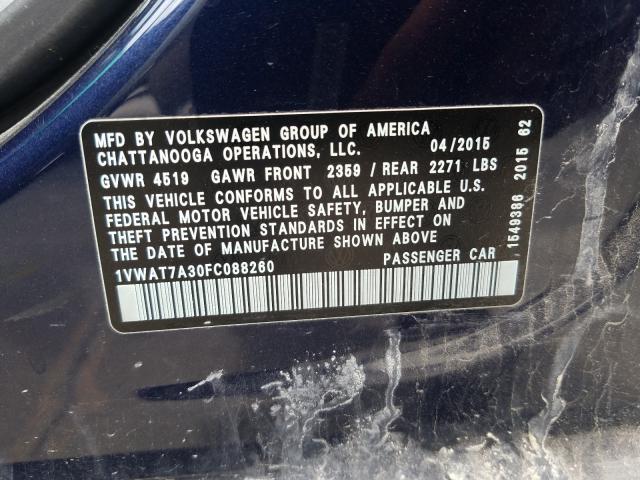 MFD BY VOLKSWAGEN GROUP OF AMERICA
CHATTANOOGA OPERATIONS, LLC. 04/2015
GVWR 4519 GAWR FRONT 2359 / REAR 2271 LBS
THIS VEHICLE CONFORMS TO ALL APPLICABLE U.S.
FEDERAL MOTOR VEHICLE SAFETY, BUMPER AND
THEFT PREVENTION STANDARDS IN EFFECT ON
THE DATE OF MANUFACTURE SHOWN ABOVE
1VWAT7A30FC088260 PASSENGER CAR
1549386 2015 62